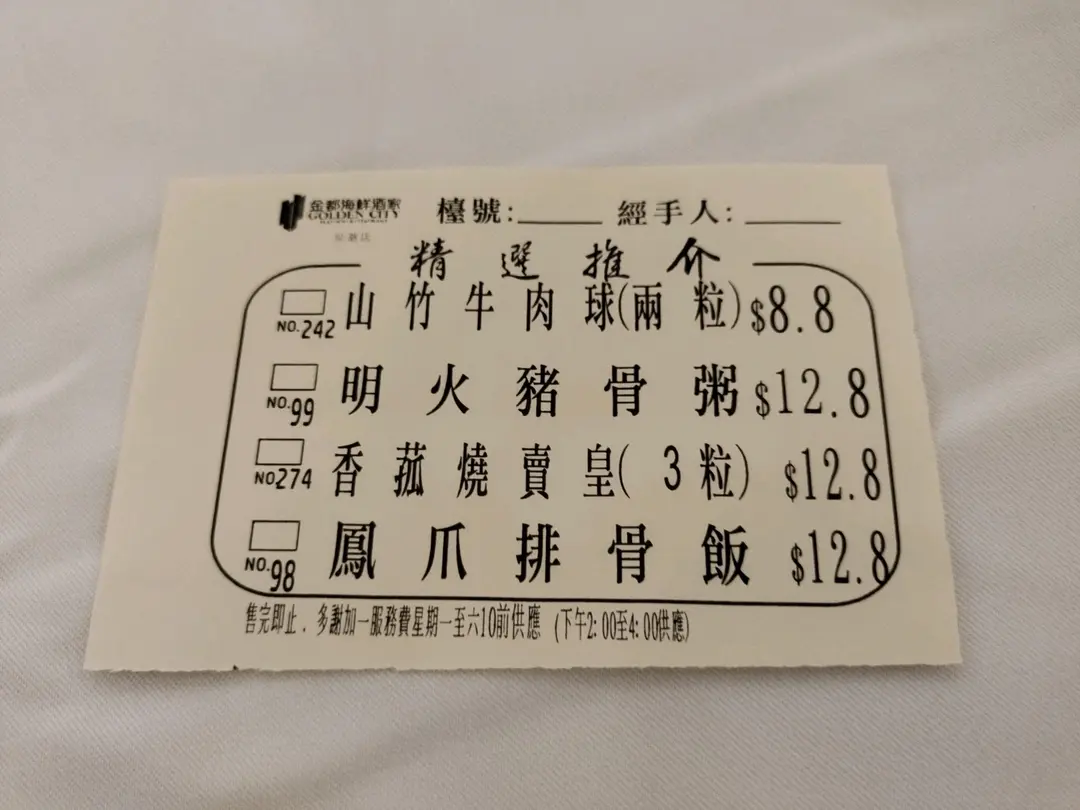 金都海鮮酒家 檯號:______ 經手人:______
GOLDEN CITY
精選推介
NO.242 山竹牛肉球(兩粒) $8.8
NO.99 明火豬骨粥 $12.8
NO274 香菰燒賣皇(3粒) $12.8
NO.98 鳳爪排骨飯 $12.8
售完即止.多謝加一服務費星期一至六10前供應 (下午2:00至4:00供應)